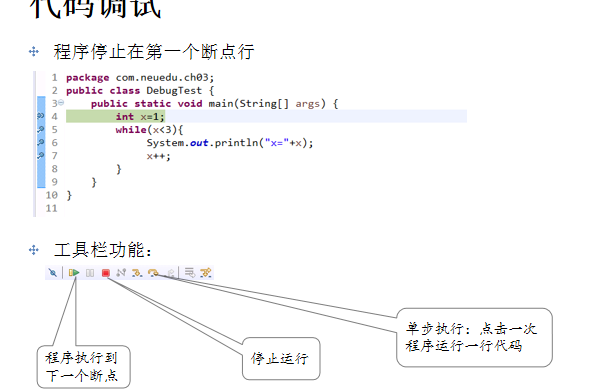 代码调试
程序停止在第一个断点行
1 package com.neuedu.ch03;
2 public class DebugTest {
3 public static void main(String[] args) {
4 int x=1;
5 while(x<3){
6 System.out.println("x="+x);
7 x++;
8 }
9 }
10 }
11
工具栏功能：
程序执行到
下一个断点
停止运行
单步执行：点击一次
程序运行一行代码